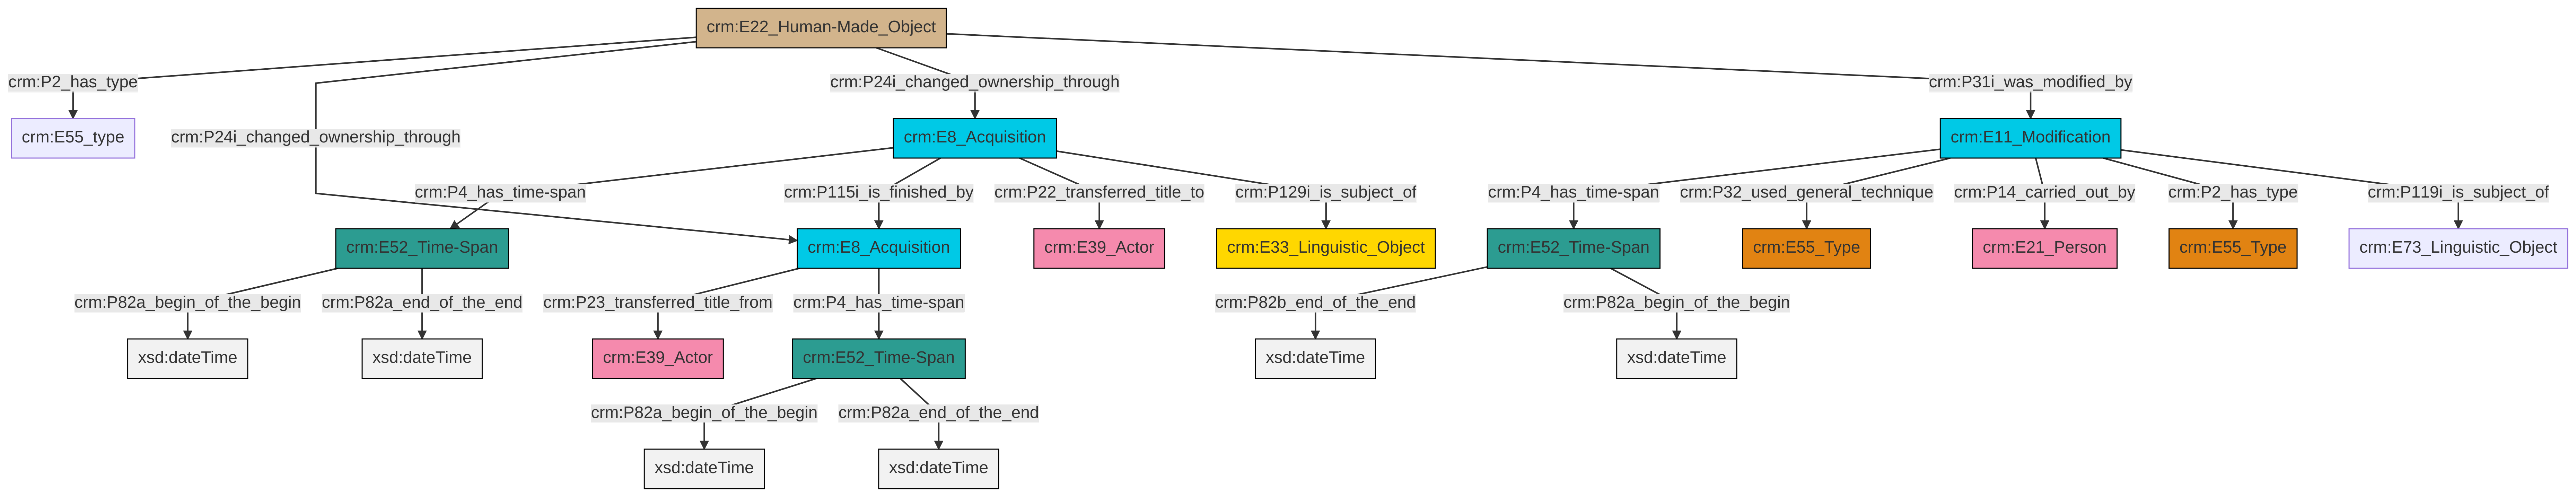 crm:E22_Human-Made_Object
crm:P2_has_type
crm:P24i_changed_ownership_through
crm:P31i_was_modified_by
crm:E55_type
crm:P24i_changed_ownership_through
crm:E8_Acquisition
crm:E11_Modification
crm:P4_has_time-span
crm:P115i_is_finished_by
crm:P22_transferred_title_to
crm:P129i_is_subject_of
crm:P4_has_time-span
crm:P32_used_general_technique
crm:P14_carried_out_by
crm:P2_has_type
crm:P119i_is_subject_of
crm:E52_Time-Span
crm:E8_Acquisition
crm:E39_Actor
crm:E33_Linguistic_Object
crm:E52_Time-Span
crm:E55_Type
crm:E21_Person
crm:E55_Type
crm:E73_Linguistic_Object
crm:P82a_begin_of_the_begin
crm:P82a_end_of_the_end
crm:P23_transferred_title_from
crm:P4_has_time-span
crm:P82b_end_of_the_end
crm:P82a_begin_of_the_begin
xsd:dateTime
xsd:dateTime
crm:E39_Actor
crm:E52_Time-Span
xsd:dateTime
xsd:dateTime
crm:P82a_begin_of_the_begin
crm:P82a_end_of_the_end
xsd:dateTime
xsd:dateTime